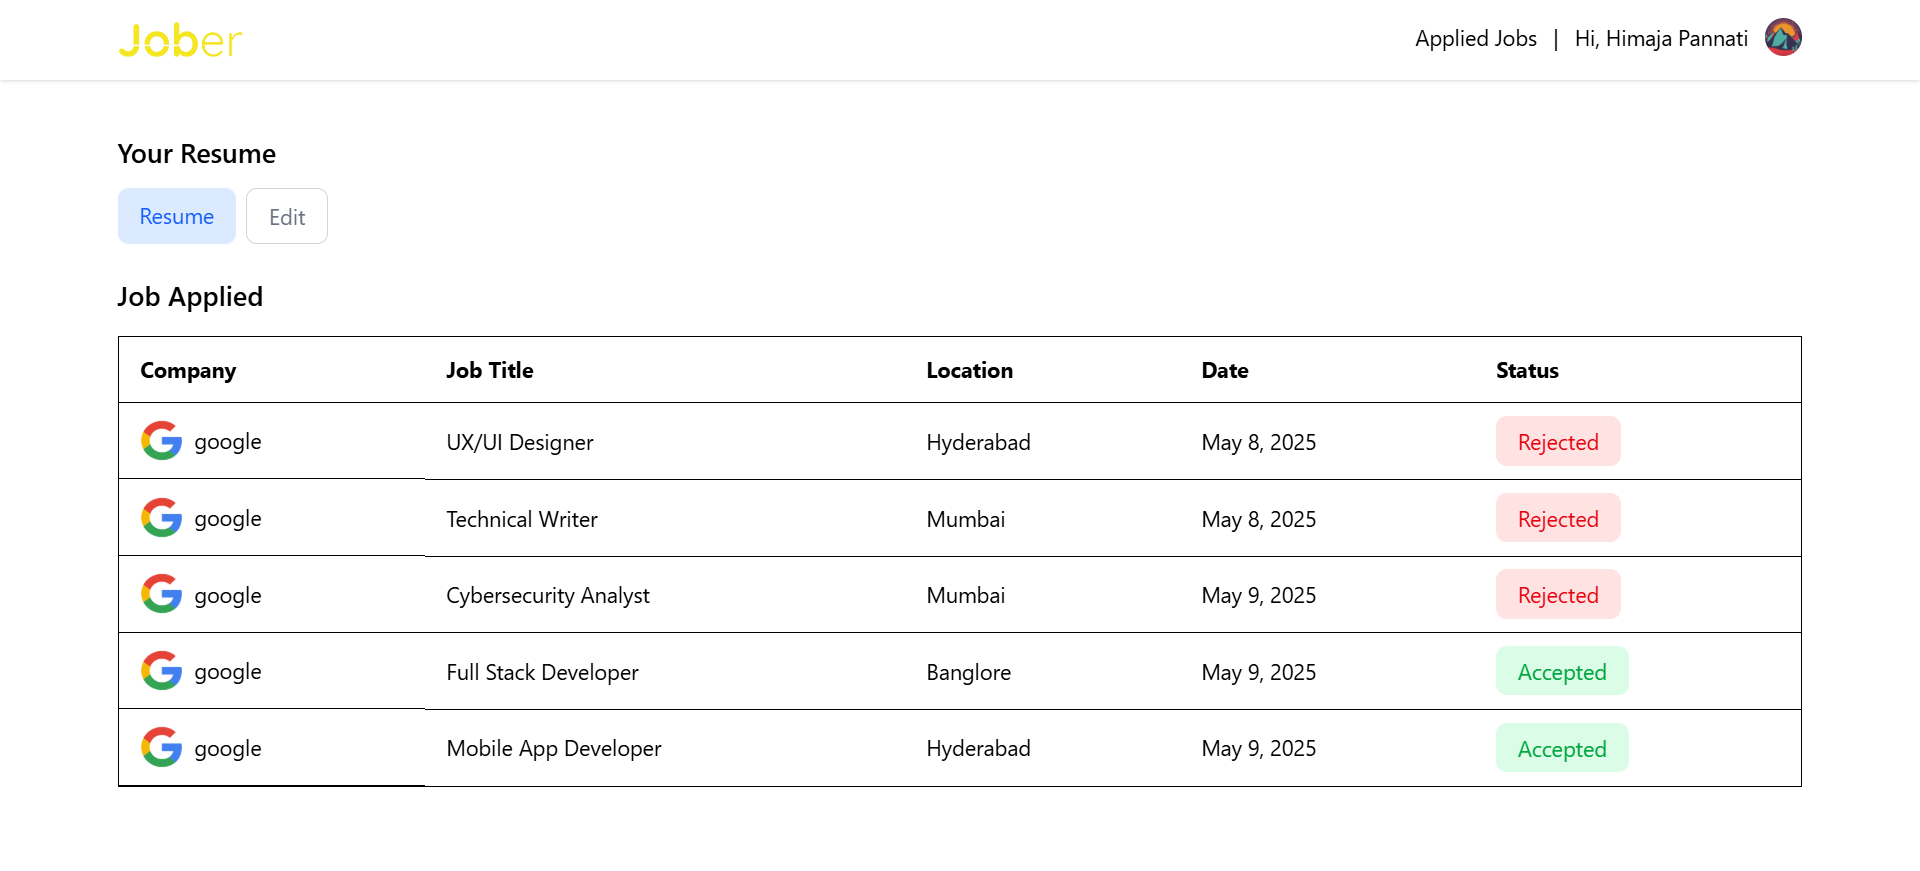 Jober
Applied Jobs | Hi, Himaja Pannati
Your Resume
Resume Edit
Job Applied
Company Job Title Location Date Status
google UX/UI Designer Hyderabad May 8, 2025 Rejected
google Technical Writer Mumbai May 8, 2025 Rejected
google Cybersecurity Analyst Mumbai May 9, 2025 Rejected
google Full Stack Developer Banglore May 9, 2025 Accepted
google Mobile App Developer Hyderabad May 9, 2025 Accepted